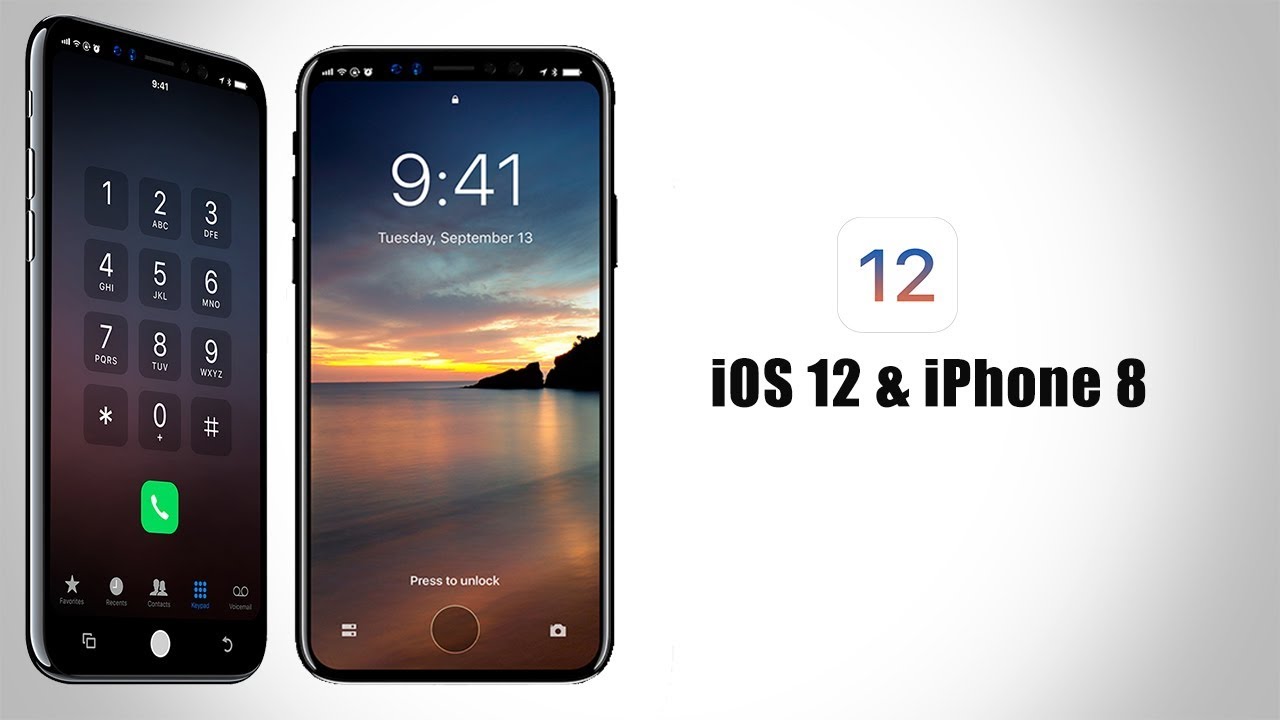 9:41
1
2
ABC
3
DEF
4
GHI
5
JKL
6
MNO
7
PQRS
8
TUV
9
WXYZ
*
0
+
#
Favorites
Recents
Contacts
Keypad
Voicemail
9:41
Tuesday, September 13
Press to unlock
12
iOS 12 & iPhone 8